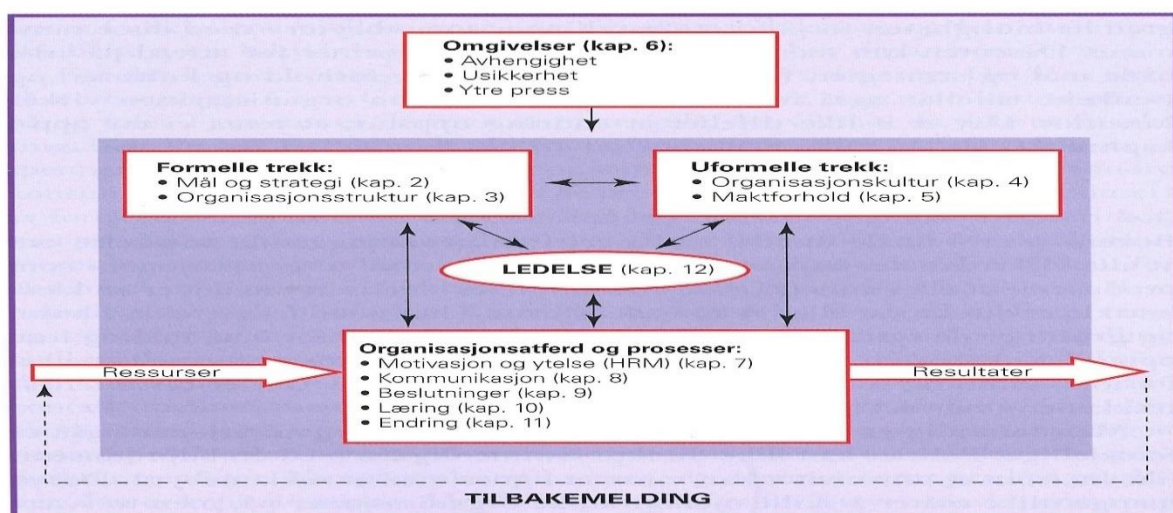 Omgivelser (kap. 6):
• Avhengighet
• Usikkerhet
• Ytre press
Formelle trekk:
• Mål og strategi (kap. 2)
• Organisasjonsstruktur (kap. 3)
Uformelle trekk:
• Organisasjonskultur (kap. 4)
• Maktforhold (kap. 5)
LEDELSE (kap. 12)
Organisasjonsatferd og prosesser:
• Motivasjon og ytelse (HRM) (kap. 7)
• Kommunikasjon (kap. 8)
• Beslutninger (kap. 9)
• Læring (kap. 10)
• Endring (kap. 11)
Ressurser
Resultater
TILBAKEMELDING